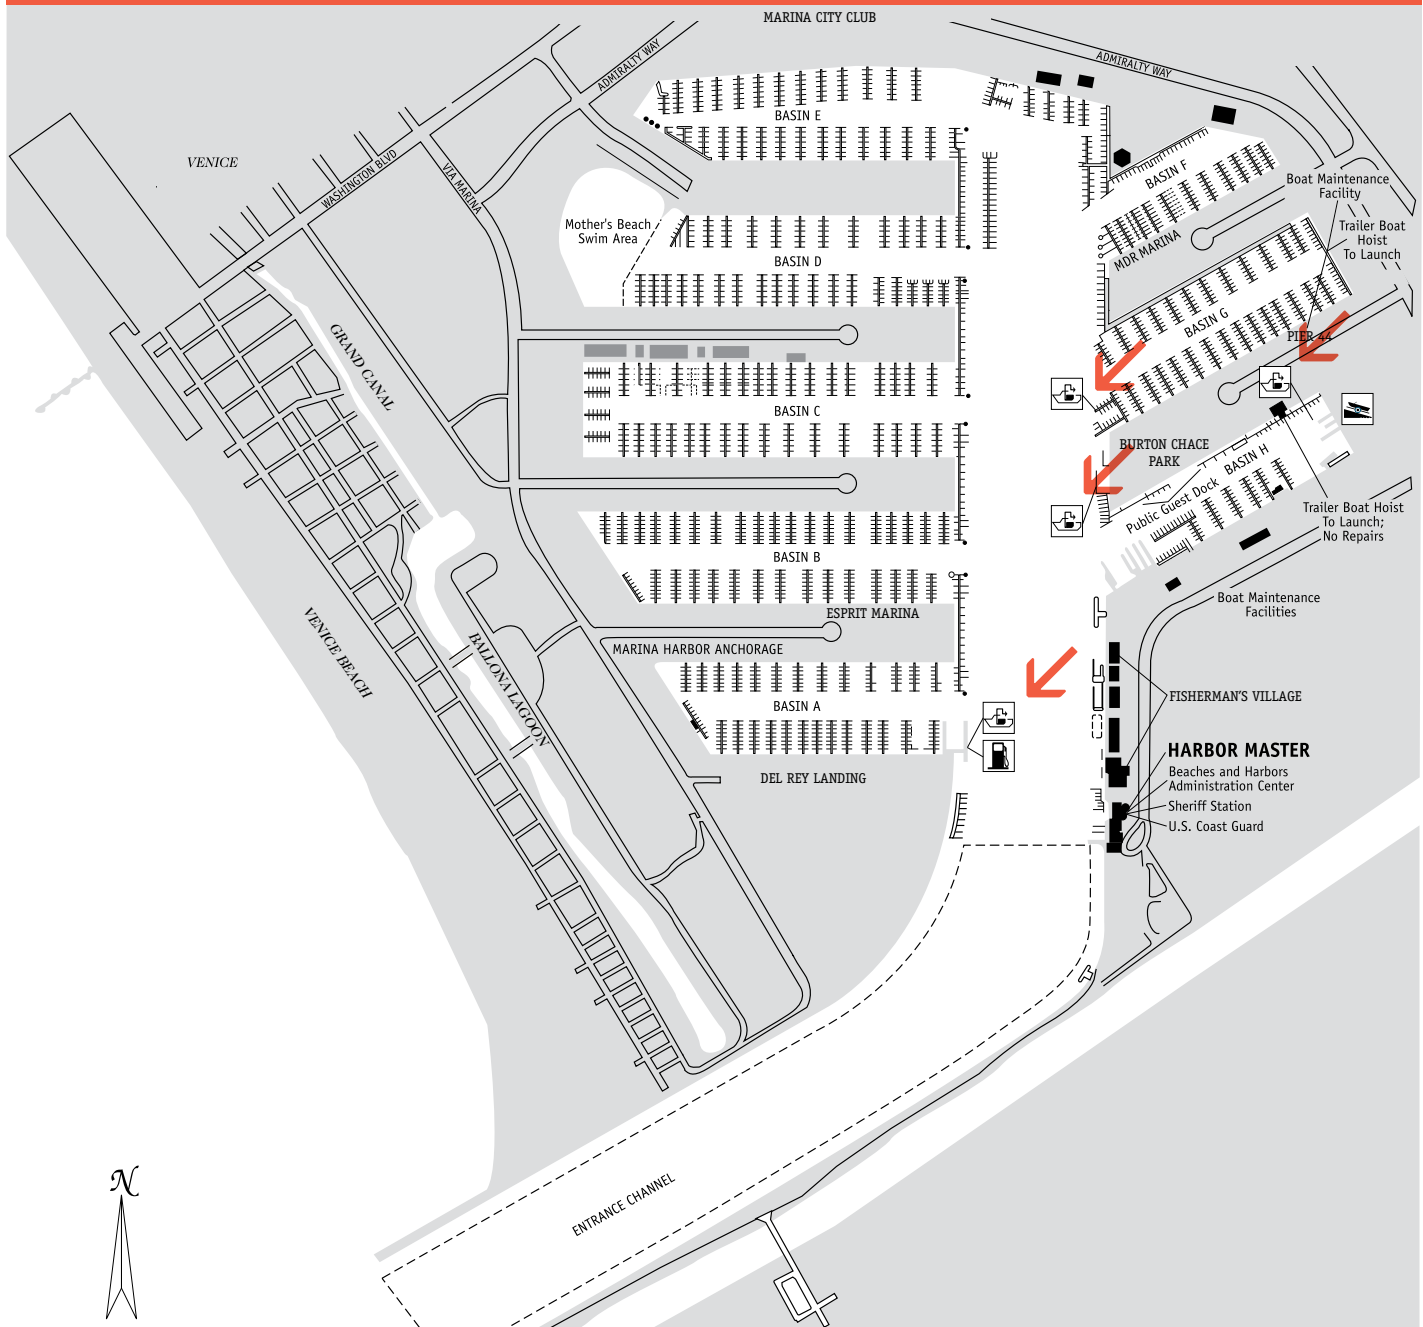 MARINA CITY CLUB
ADMIRALTY WAY
ADMIRALTY WAY
BASIN E
VENICE
WASHINGTON BLVD
VIA MARINA
BASIN F
Boat Maintenance
Facility
Mother's Beach
Swim Area
Trailer Boat
Hoist
To Launch
MDR MARINA
BASIN D
BASIN G
GRAND CANAL
PIER 44
BASIN C
BURTON CHACE
PARK
BASIN H
Public Guest Dock
Trailer Boat Hoist
To Launch;
No Repairs
BASIN B
Boat Maintenance
Facilities
ESPRIT MARINA
VENICE BEACH
MARINA HARBOR ANCHORAGE
BALLONA LAGOON
FISHERMAN'S VILLAGE
BASIN A
HARBOR MASTER
DEL REY LANDING
Beaches and Harbors
Administration Center
Sheriff Station
U.S. Coast Guard
N
ENTRANCE CHANNEL